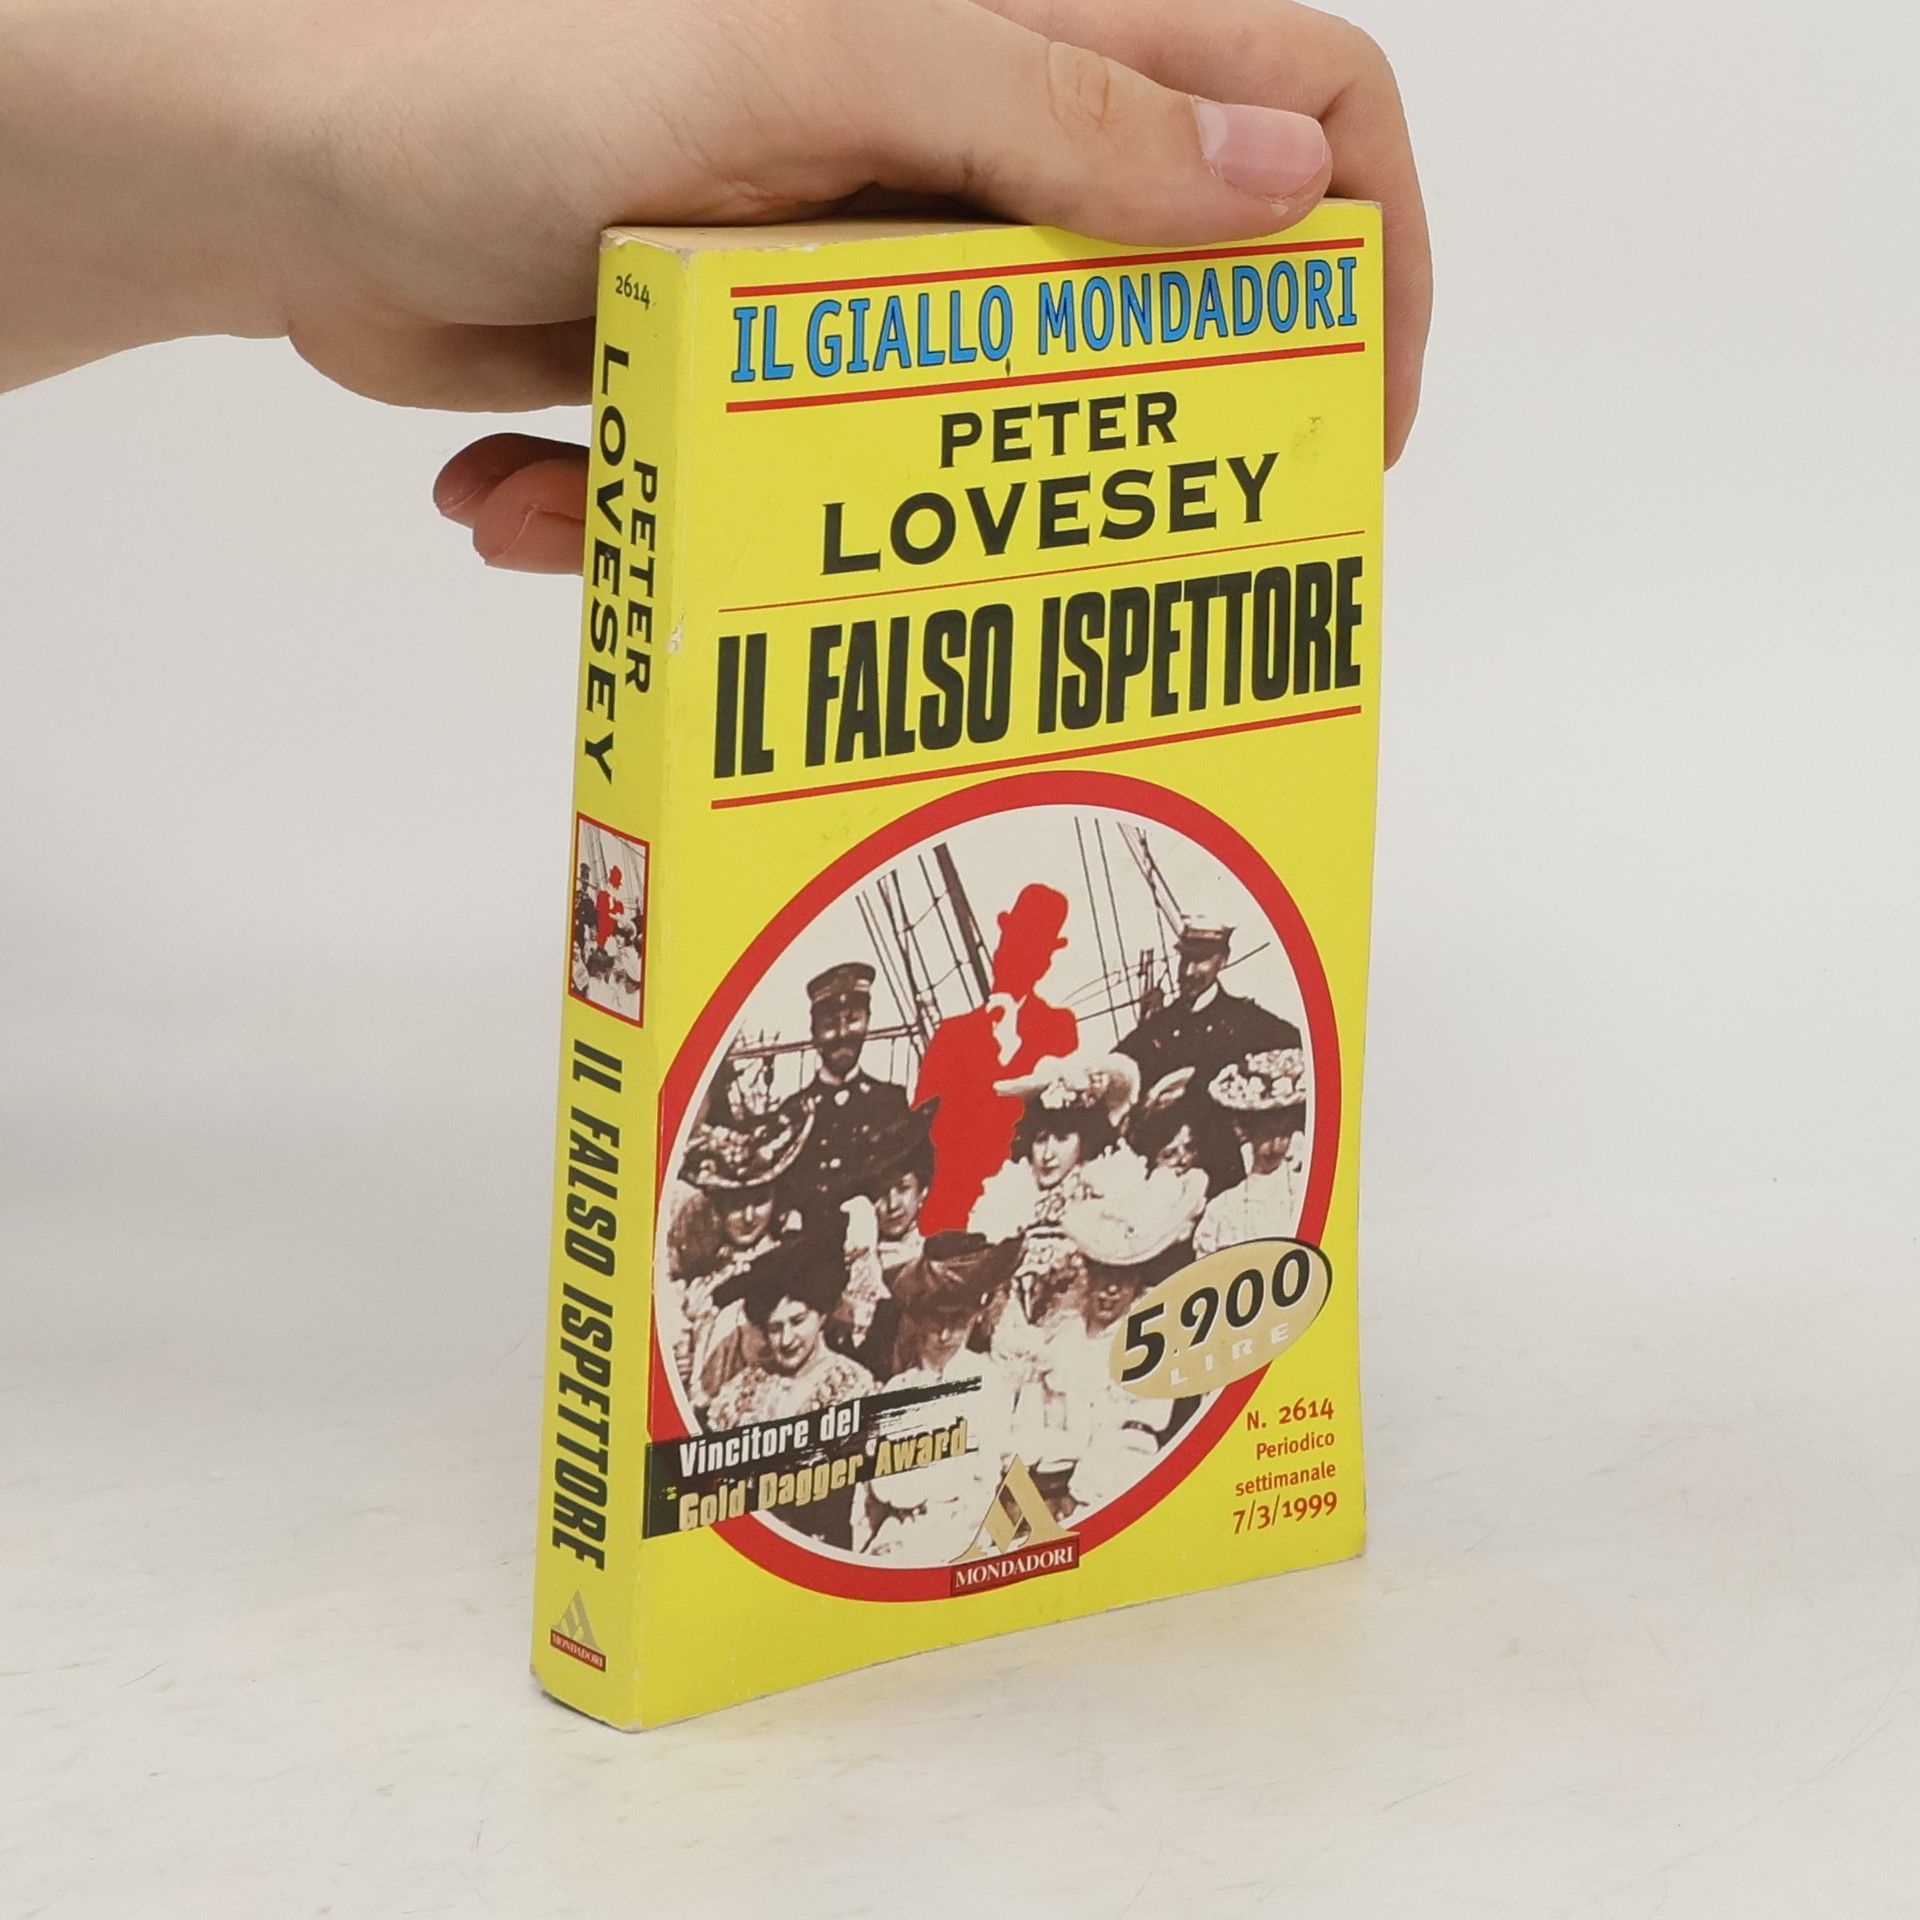 2614
PETER
LOVESEY
IL FALSO ISPETTORE
MONDADORI
IL GIALLO MONDADORI
PETER
LOVESEY
IL FALSO ISPETTORE
5.900
LIRE
Vincitore del
Gold Dagger Award
N. 2614
Periodico
settimanale
7/3/1999
MONDADORI